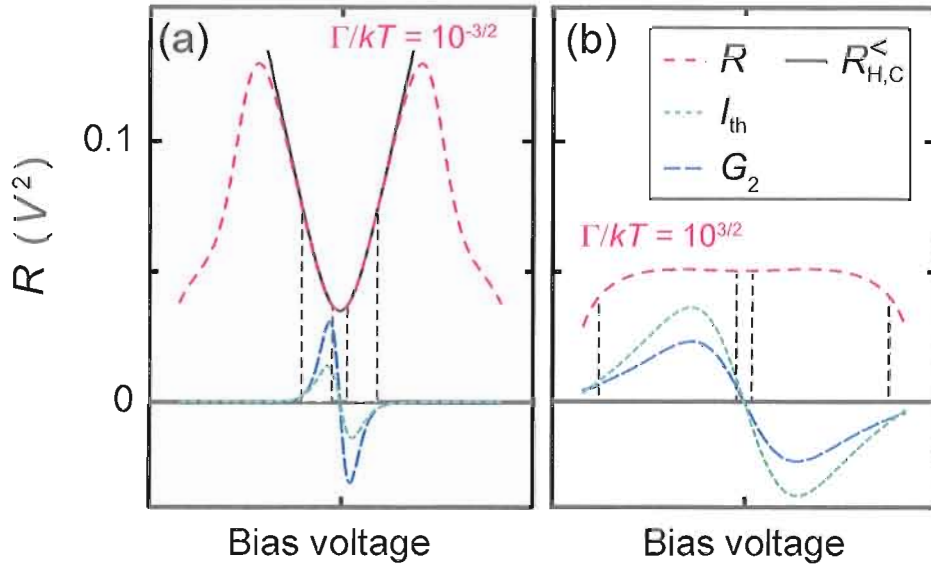 (a)
Γ/kT = 10^-3/2
(b)
R
R^<_H,C
I_th
G_2
Γ/kT = 10^3/2
0.1
0
R (V^2)
Bias voltage
Bias voltage